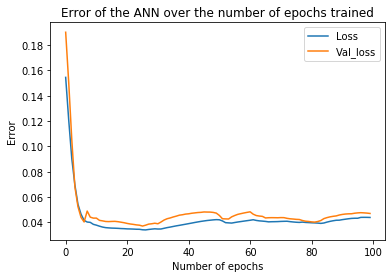 Error of the ANN over the number of epochs trained
Loss
Val_loss
Error
0.18
0.16
0.14
0.12
0.10
0.08
0.06
0.04
0
20
40
60
80
100
Number of epochs